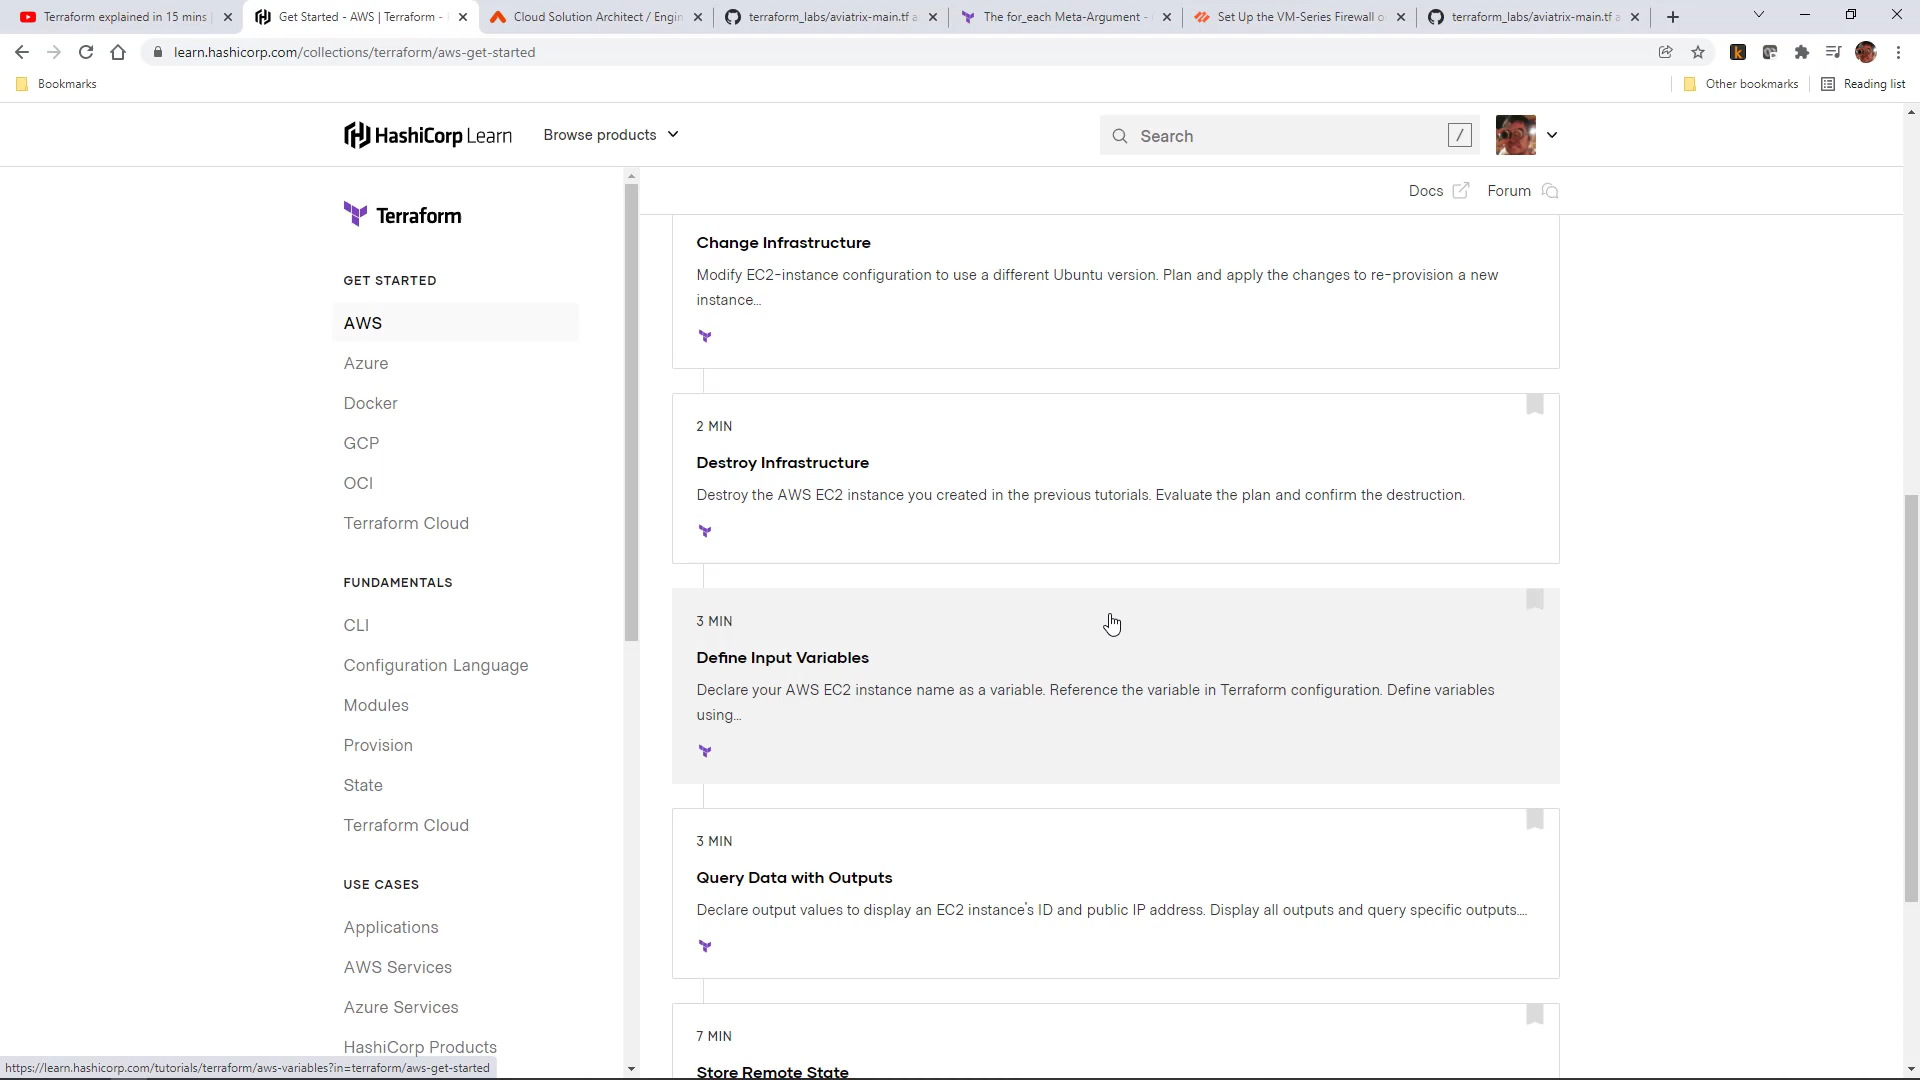 Terraform explained in 15 mins
Get Started - AWS | Terraform -
Cloud Solution Architect / Engin
terraform_labs/aviatrix-main.tf a
The for_each Meta-Argument -
Set Up the VM-Series Firewall o
terraform_labs/aviatrix-main.tf a
learn.hashicorp.com/collections/terraform/aws-get-started
Bookmarks
Other bookmarks
Reading list
HashiCorp Learn
Browse products
Search
/
Docs
Forum
Terraform
GET STARTED
AWS
Azure
Docker
GCP
OCI
Terraform Cloud
FUNDAMENTALS
CLI
Configuration Language
Modules
Provision
State
Terraform Cloud
USE CASES
Applications
AWS Services
Azure Services
HashiCorp Products
Change Infrastructure
Modify EC2-instance configuration to use a different Ubuntu version. Plan and apply the changes to re-provision a new
instance...
2 MIN
Destroy Infrastructure
Destroy the AWS EC2 instance you created in the previous tutorials. Evaluate the plan and confirm the destruction.
3 MIN
Define Input Variables
Declare your AWS EC2 instance name as a variable. Reference the variable in Terraform configuration. Define variables
using...
3 MIN
Query Data with Outputs
Declare output values to display an EC2 instance's ID and public IP address. Display all outputs and query specific outputs....
7 MIN
Store Remote State
https://learn.hashicorp.com/tutorials/terraform/aws-variables?in=terraform/aws-get-started